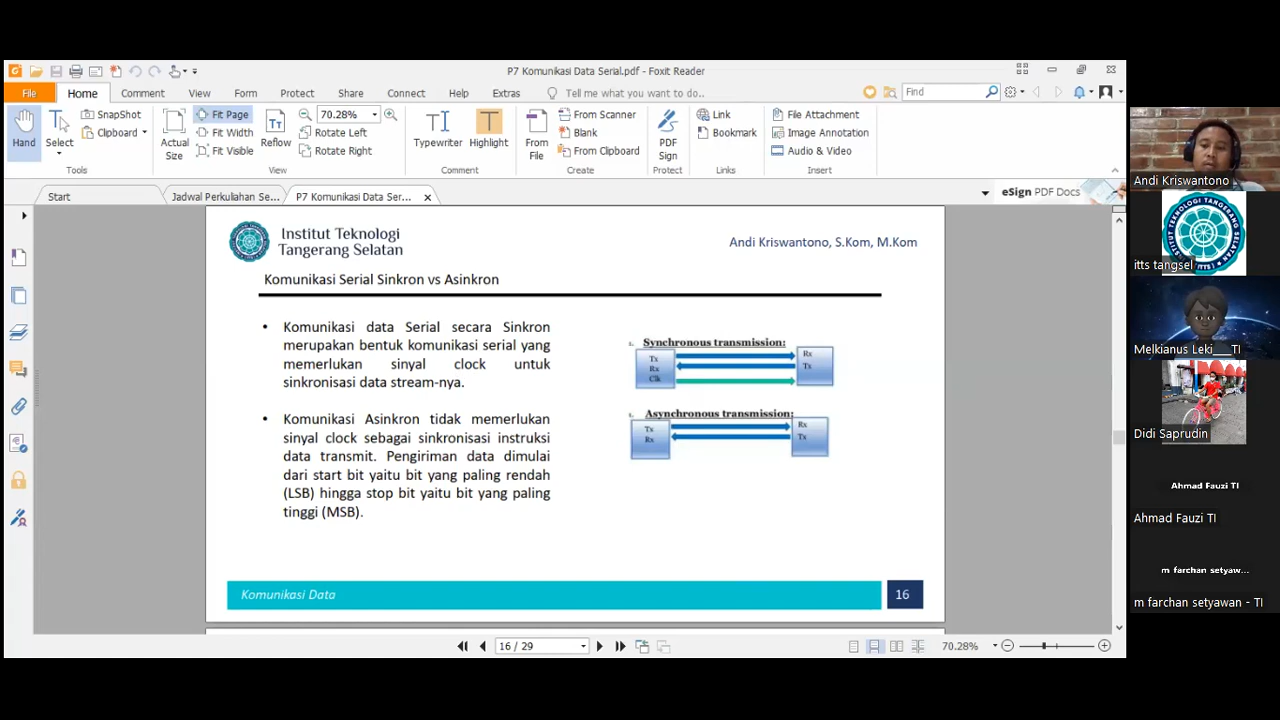 P7 Komunikasi Data Serial.pdf - Foxit Reader
File Home Comment View Form Protect Share Connect Help Extras Tell me what you want to do.. Find
Hand
Select
SnapShot
Clipboard
Tools
Actual Size
Fit Page
Fit Width
Fit Visible
Reflow
70.28%
Rotate Left
Rotate Right
View
Typewriter
Highlight
Comment
From File
From Scanner
Blank
From Clipboard
Create
PDF Sign
Protect
Link
Bookmark
Links
File Attachment
Image Annotation
Audio & Video
Insert
Start
Jadwal Perkuliahan Se...
P7 Komunikasi Data Ser...
eSign PDF Docs
Institut Teknologi
Tangerang Selatan
Andi Kriswantono, S.Kom, M.Kom
Komunikasi Serial Sinkron vs Asinkron
• Komunikasi data Serial secara Sinkron
merupakan bentuk komunikasi serial yang
memerlukan sinyal clock untuk
sinkronisasi data stream-nya.
• Komunikasi Asinkron tidak memerlukan
sinyal clock sebagai sinkronisasi instruksi
data transmit. Pengiriman data dimulai
dari start bit yaitu bit yang paling rendah
(LSB) hingga stop bit yaitu bit yang paling
tinggi (MSB).
Synchronous transmission:
Tx
Rx
Clk
Rx
Tx
Asynchronous transmission:
Tx
Rx
Rx
Tx
Komunikasi Data
16
16 / 29
70.28%
Andi Kriswantono
itts tangsel
Melkianus Leki___TI
Didi Saprudin
Ahmad Fauzi TI
Ahmad Fauzi TI
m farchan setyaw...
m farchan setyawan - TI